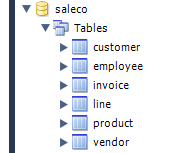 saleco
Tables
customer
employee
invoice
line
product
vendor